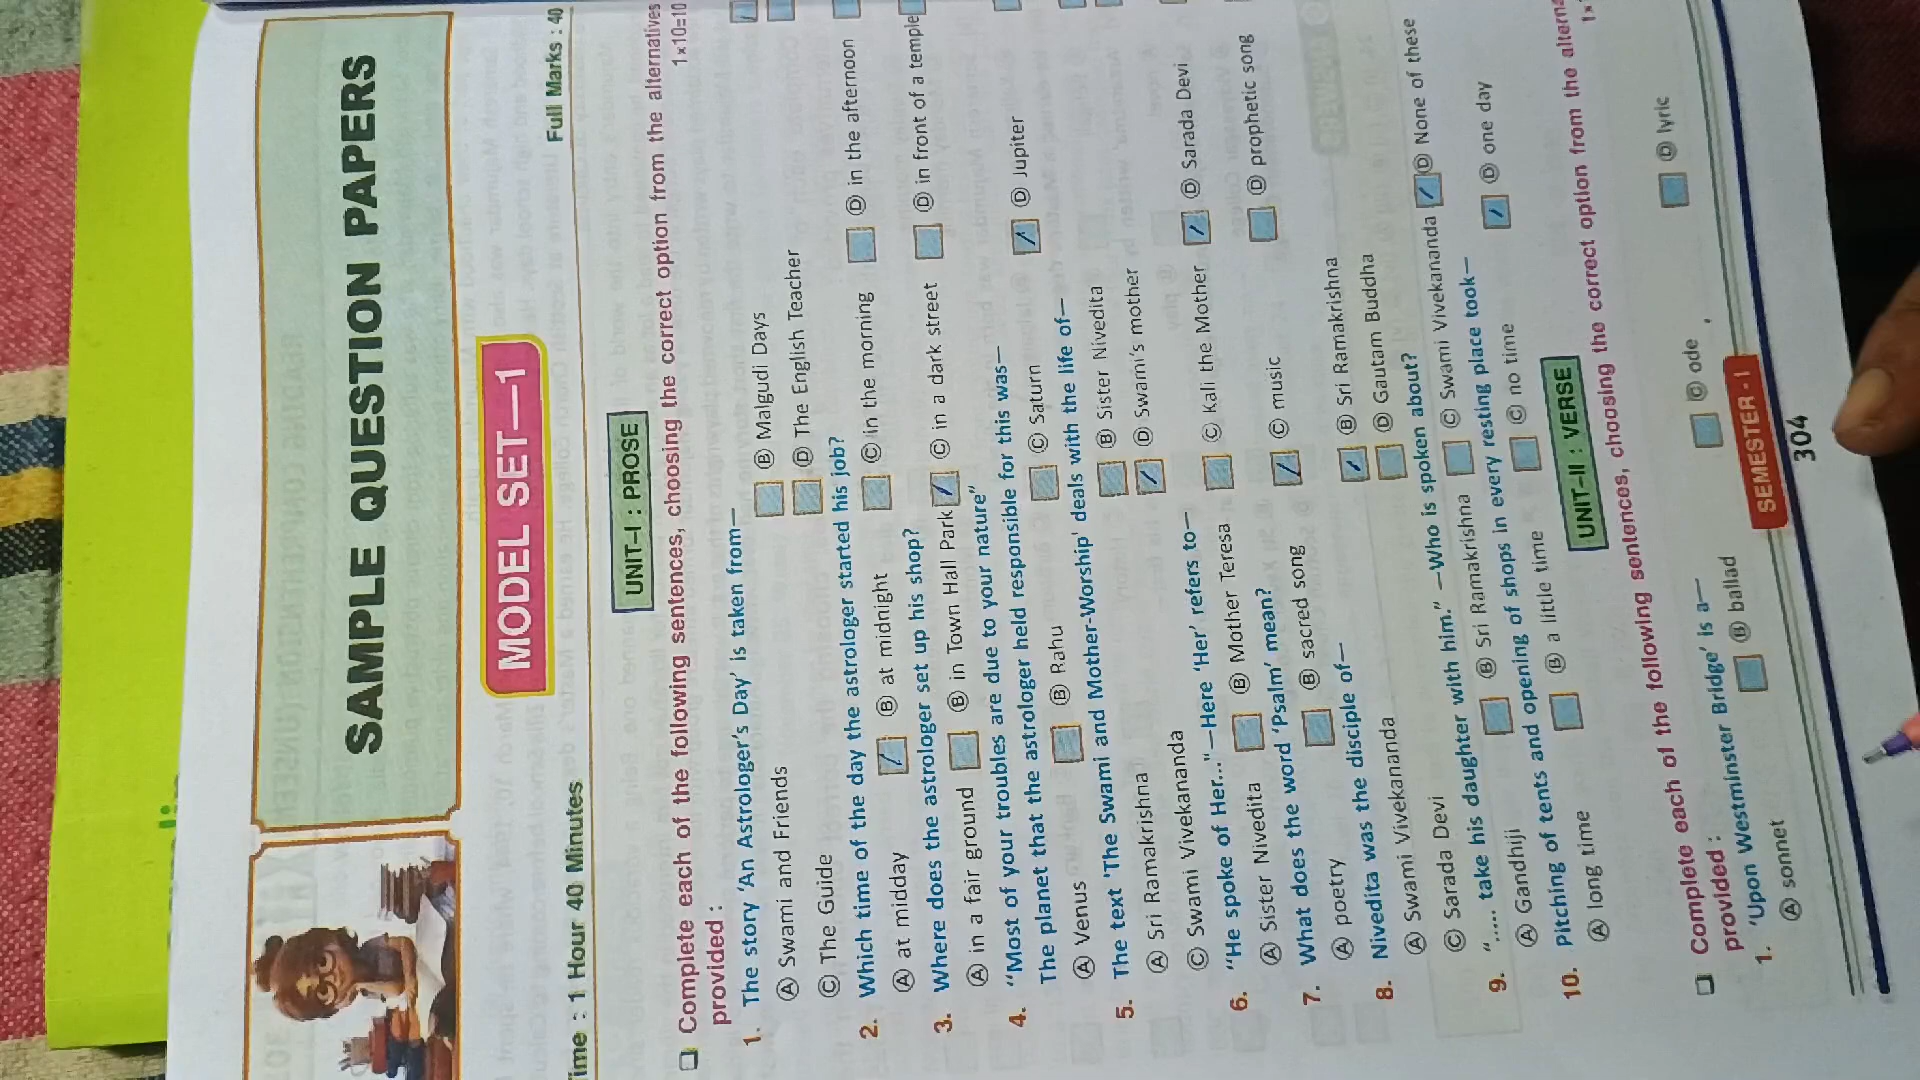 SAMPLE QUESTION PAPERS
MODEL SET—1
Time : 1 Hour 40 Minutes Full Marks : 40
UNIT-I : PROSE
❑ Complete each of the following sentences, choosing the correct option from the alternatives
provided : 1×10=10
1. The story 'An Astrologer's Day' is taken from—
Ⓐ Swami and Friends Ⓑ Malgudi Days
Ⓒ The Guide Ⓓ The English Teacher
2. Which time of the day the astrologer started his job?
Ⓐ at midday Ⓑ at midnight Ⓒ in the morning Ⓓ in the afternoon
3. Where does the astrologer set up his shop?
Ⓐ in a fair ground Ⓑ in Town Hall Park Ⓒ in a dark street Ⓓ in front of a temple
4. "Most of your troubles are due to your nature"
The planet that the astrologer held responsible for this was—
Ⓐ Venus Ⓑ Rahu Ⓒ Saturn Ⓓ Jupiter
5. The text 'The Swami and Mother-Worship' deals with the life of—
Ⓐ Sri Ramakrishna Ⓑ Sister Nivedita
Ⓒ Swami Vivekananda Ⓓ Swami's mother
6. "He spoke of Her..."—Here 'Her' refers to—
Ⓐ Sister Nivedita Ⓑ Mother Teresa Ⓒ Kali the Mother Ⓓ Sarada Devi
7. What does the word 'Psalm' mean?
Ⓐ poetry Ⓑ sacred song Ⓒ music Ⓓ prophetic song
8. Nivedita was the disciple of—
Ⓐ Swami Vivekananda Ⓑ Sri Ramakrishna
Ⓒ Sarada Devi Ⓓ Gautam Buddha
9. "..... take his daughter with him." —Who is spoken about?
Ⓐ Gandhiji Ⓑ Sri Ramakrishna Ⓒ Swami Vivekananda Ⓓ None of these
10. Pitching of tents and opening of shops in every resting place took—
Ⓐ long time Ⓑ a little time Ⓒ no time Ⓓ one day
UNIT-II : VERSE
❑ Complete each of the following sentences, choosing the correct option from the
provided :
1. 'Upon Westminster Bridge' is a—
Ⓐ sonnet Ⓑ ballad Ⓒ ode Ⓓ lyric
SEMESTER - I
304